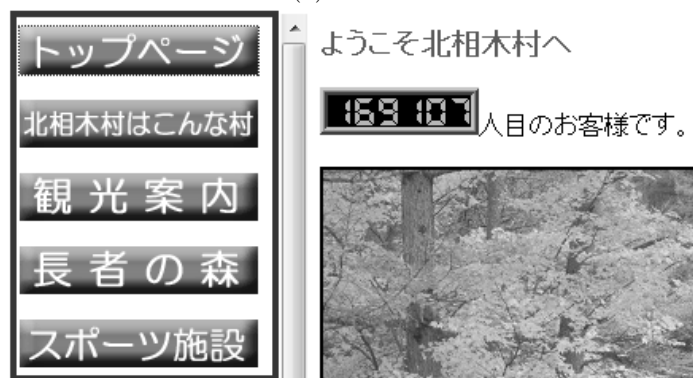 トップページ
北相木村はこんな村
観光案内
長者の森
スポーツ施設
ようこそ北相木村へ
169107人目のお客様です。